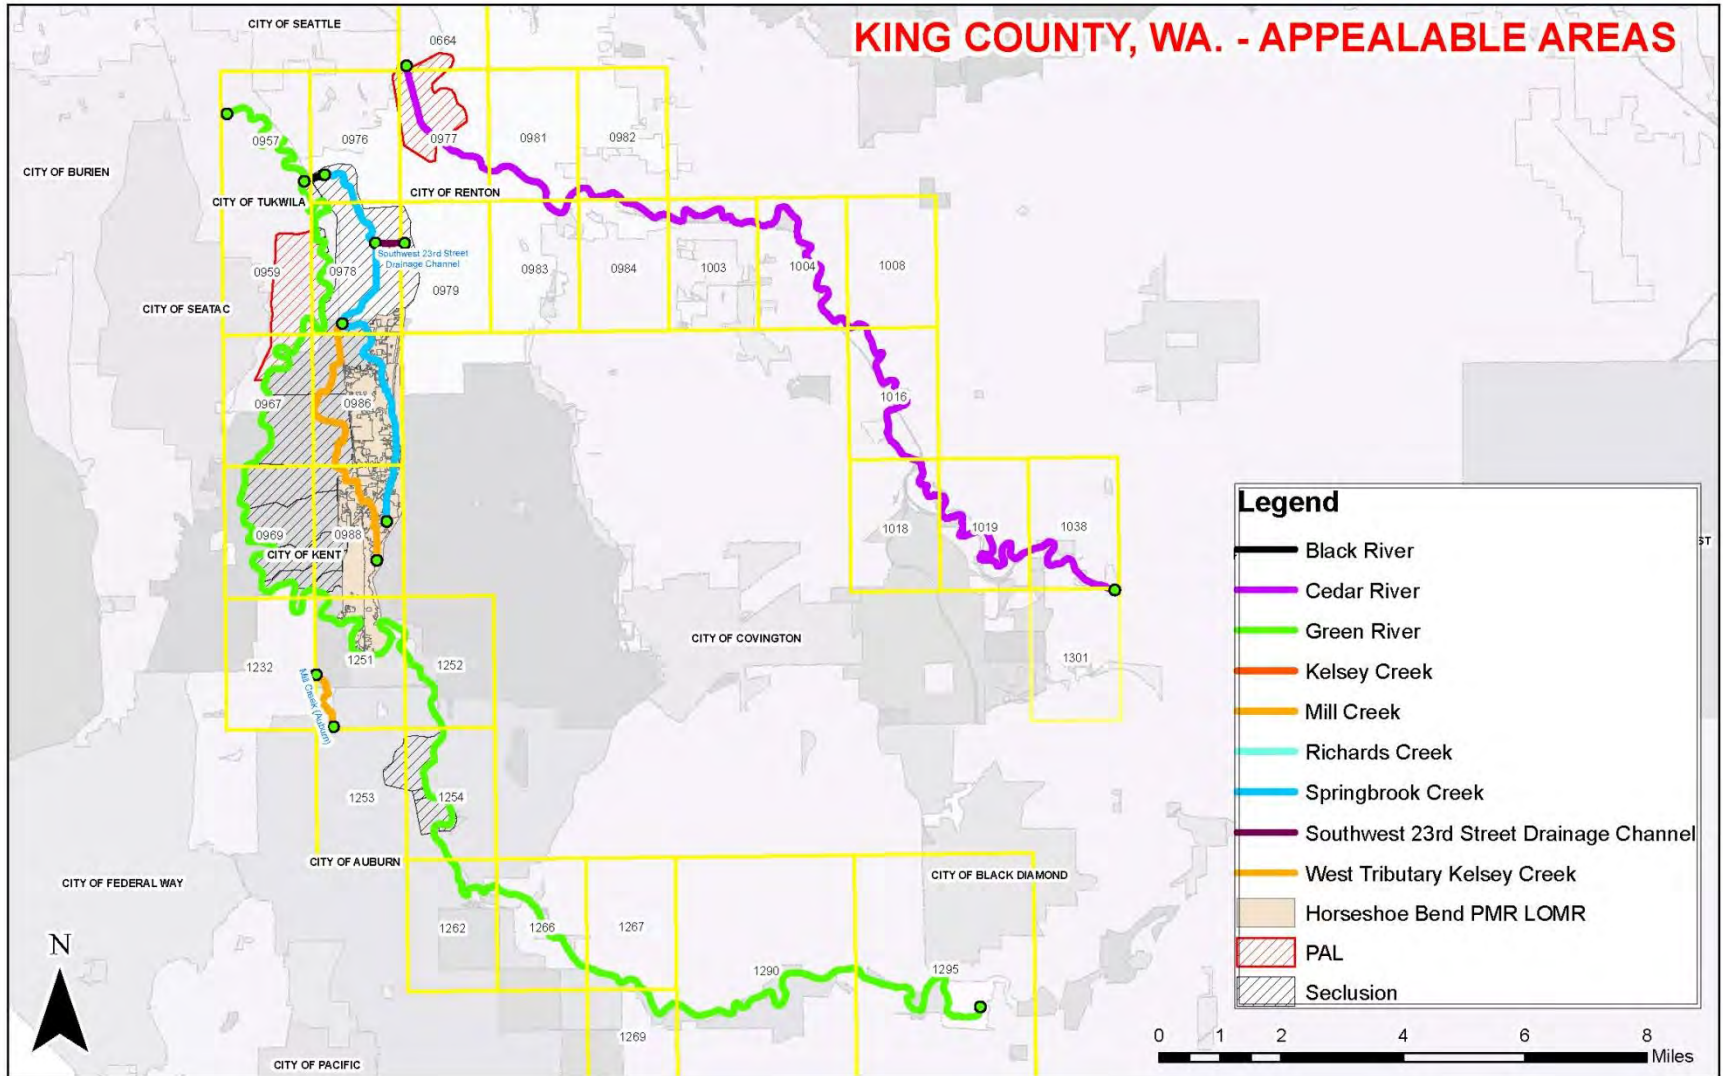 CITY OF SEATTLE
KING COUNTY, WA. - APPEALABLE AREAS
0664
0957
0976
0977
0981
0982
CITY OF BURIEN
CITY OF TUKWILA
CITY OF RENTON
Southwest 23rd Street
Drainage Channel
0959
0978
0979
0983
0984
1003
1004
1008
CITY OF SEATAC
0967
0986
1016
0969
0988
CITY OF KENT
1018
1019
1038
1232
1251
1252
CITY OF COVINGTON
1301
Mill Creek (Auburn)
1253
1254
CITY OF AUBURN
CITY OF FEDERAL WAY
CITY OF BLACK DIAMOND
1262
1266
1267
1290
1295
1269
CITY OF PACIFIC
N
Legend
Black River
Cedar River
Green River
Kelsey Creek
Mill Creek
Richards Creek
Springbrook Creek
Southwest 23rd Street Drainage Channel
West Tributary Kelsey Creek
Horseshoe Bend PMR LOMR
PAL
Seclusion
ST
0 1 2 4 6 8
Miles